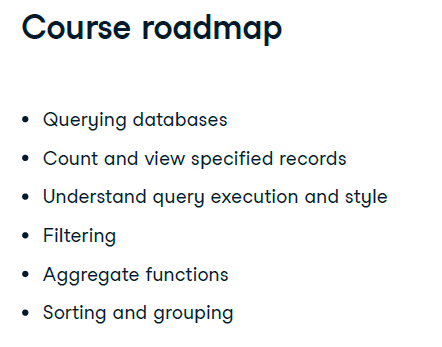 Course roadmap
• Querying databases
• Count and view specified records
• Understand query execution and style
• Filtering
• Aggregate functions
• Sorting and grouping